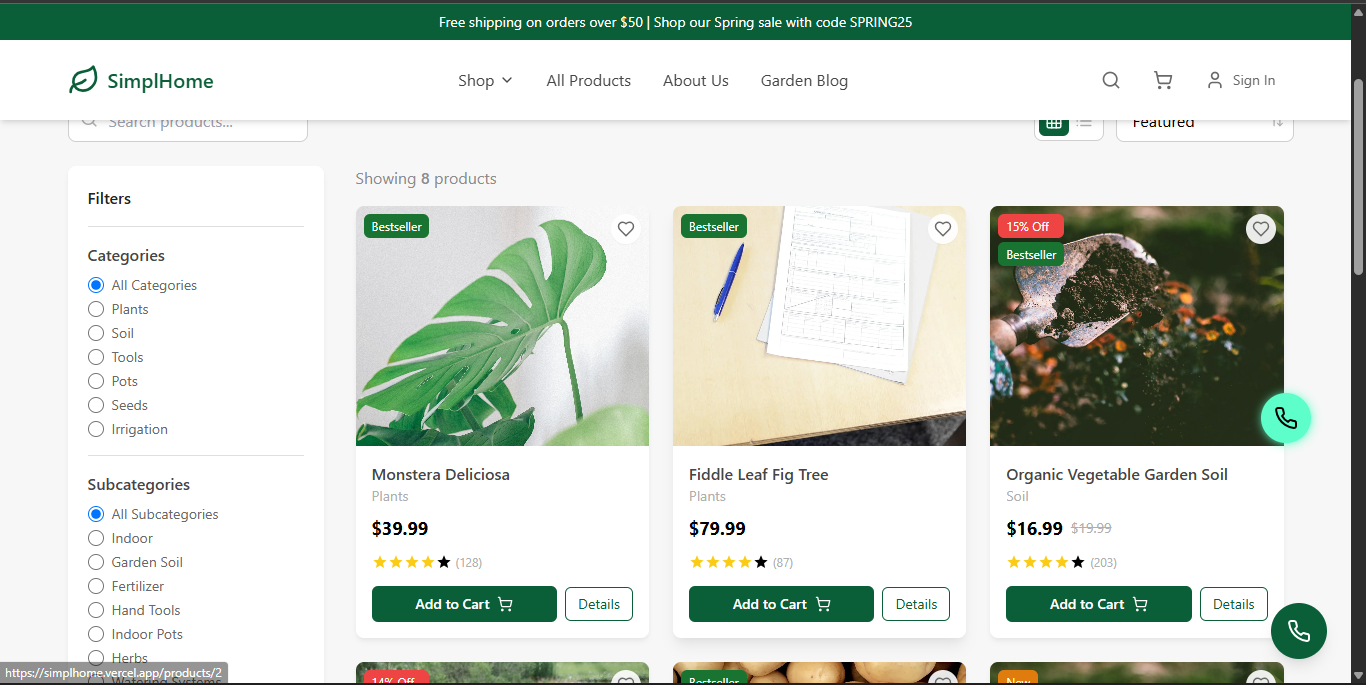 Free shipping on orders over $50 | Shop our Spring sale with code SPRING25
SimplHome
Shop
All Products
About Us
Garden Blog
Sign In
Search products...
Featured
Filters
Categories
All Categories
Plants
Soil
Tools
Pots
Seeds
Irrigation
Subcategories
All Subcategories
Indoor
Garden Soil
Fertilizer
Hand Tools
Indoor Pots
Herbs
Watering Systems
Showing 8 products
Bestseller
Monstera Deliciosa
Plants
$39.99
(128)
Add to Cart
Details
Bestseller
Fiddle Leaf Fig Tree
Plants
$79.99
(87)
Add to Cart
Details
15% Off
Bestseller
Organic Vegetable Garden Soil
Soil
$16.99 $19.99
(203)
Add to Cart
Details
14% Off
Bestseller
New
https://simplhome.vercel.app/products/2